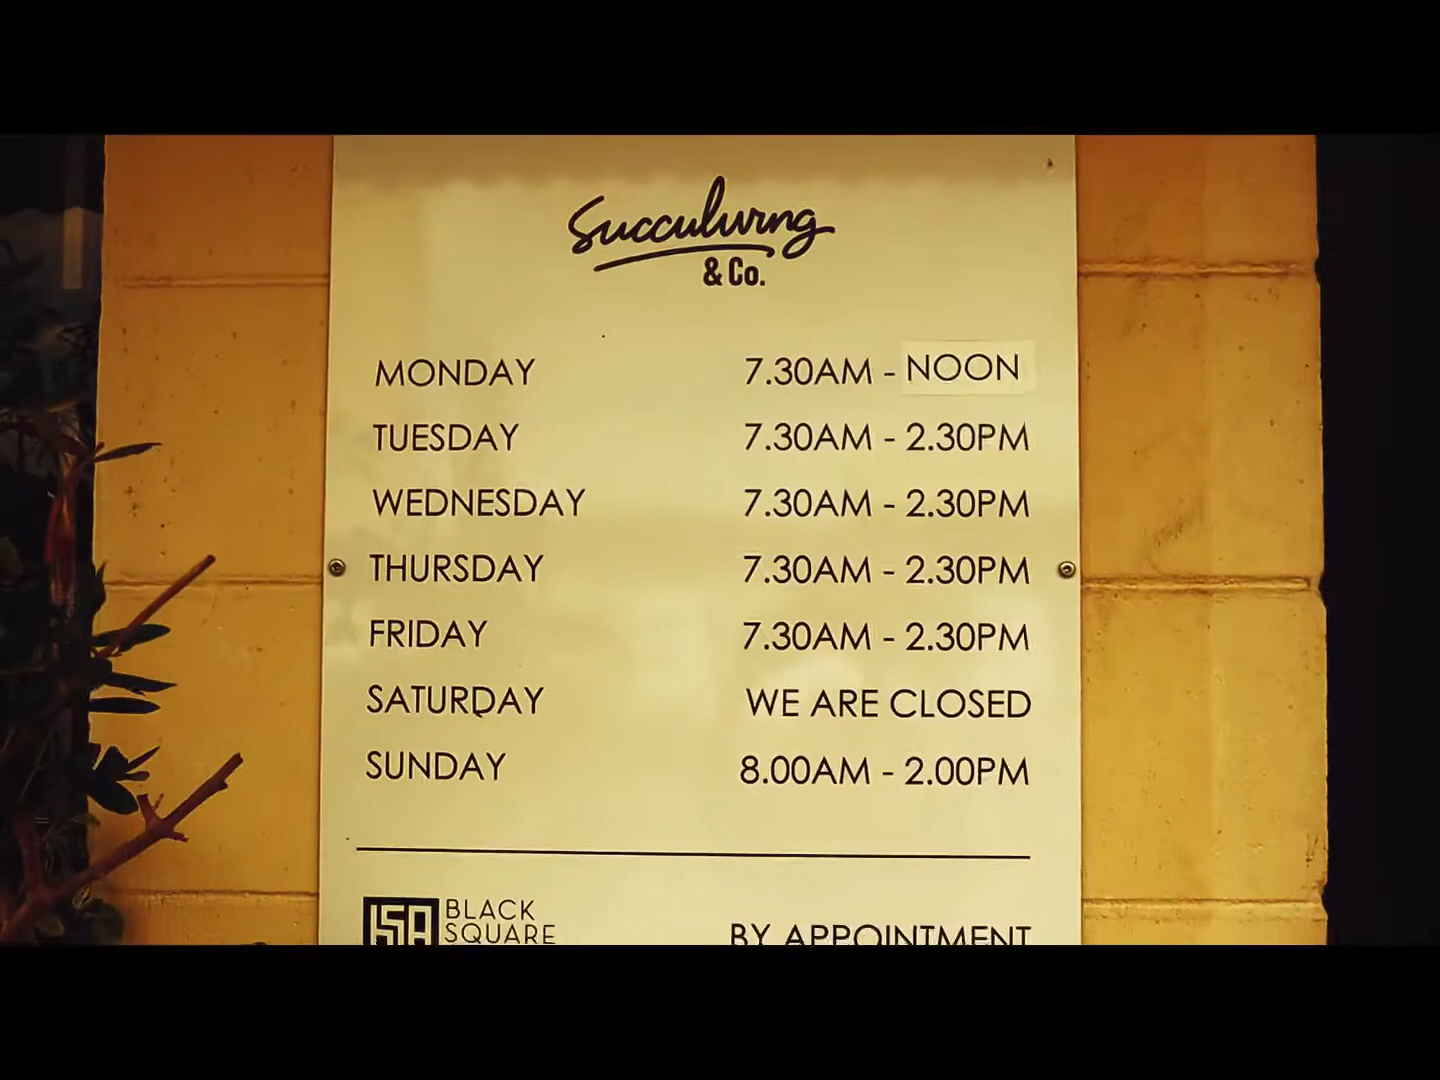 Succulwrng
& Co.
MONDAY 7.30AM - NOON
TUESDAY 7.30AM - 2.30PM
WEDNESDAY 7.30AM - 2.30PM
THURSDAY 7.30AM - 2.30PM
FRIDAY 7.30AM - 2.30PM
SATURDAY WE ARE CLOSED
SUNDAY 8.00AM - 2.00PM
BLACK
SQUARE BY APPOINTMENT